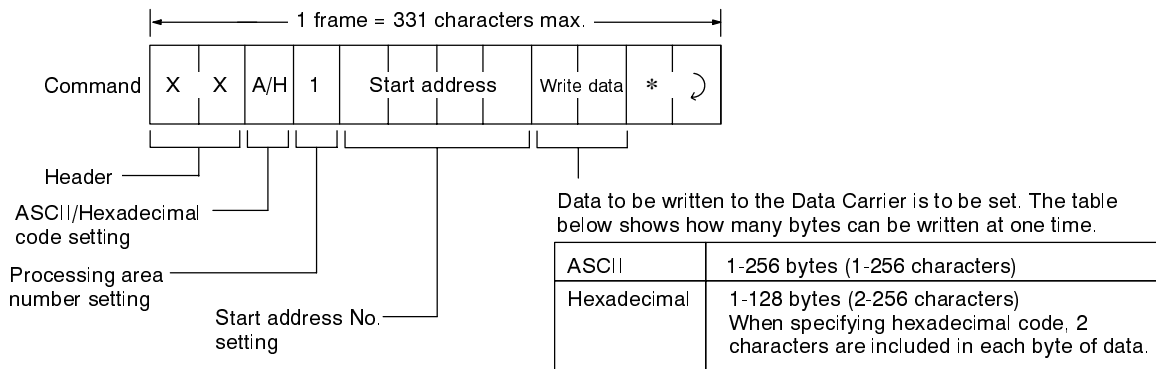 1 frame = 331 characters max.
Command X X A/H 1 Start address Write data *
Header
ASCII/Hexadecimal
code setting
Processing area
number setting
Start address No.
setting
Data to be written to the Data Carrier is to be set. The table
below shows how many bytes can be written at one time.
ASCII 1-256 bytes (1-256 characters)
Hexadecimal 1-128 bytes (2-256 characters)
When specifying hexadecimal code, 2
characters are included in each byte of data.